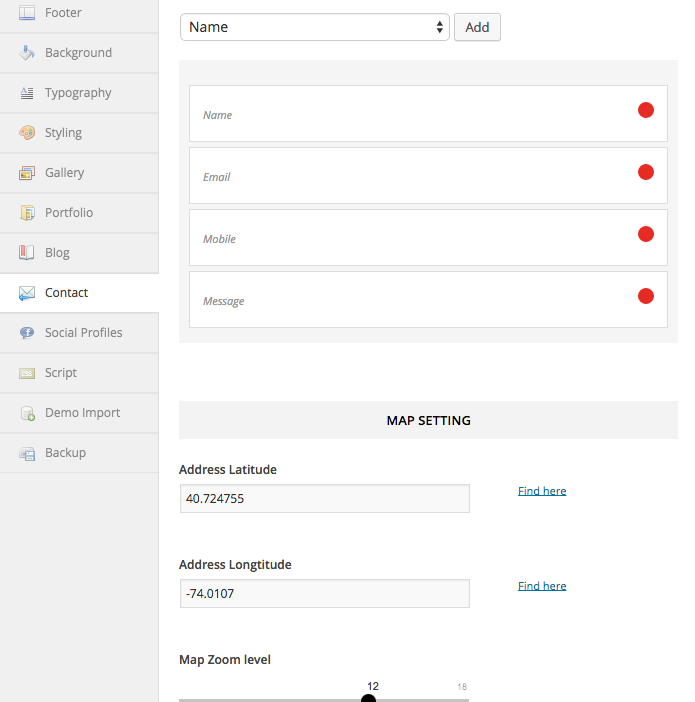 Footer
Background
Typography
Styling
Gallery
Portfolio
Blog
Contact
Social Profiles
Script
Demo Import
Backup
Name
Add
Name
Email
Mobile
Message
MAP SETTING
Address Latitude
40.724755
Find here
Address Longtitude
-74.0107
Find here
Map Zoom level
12
18